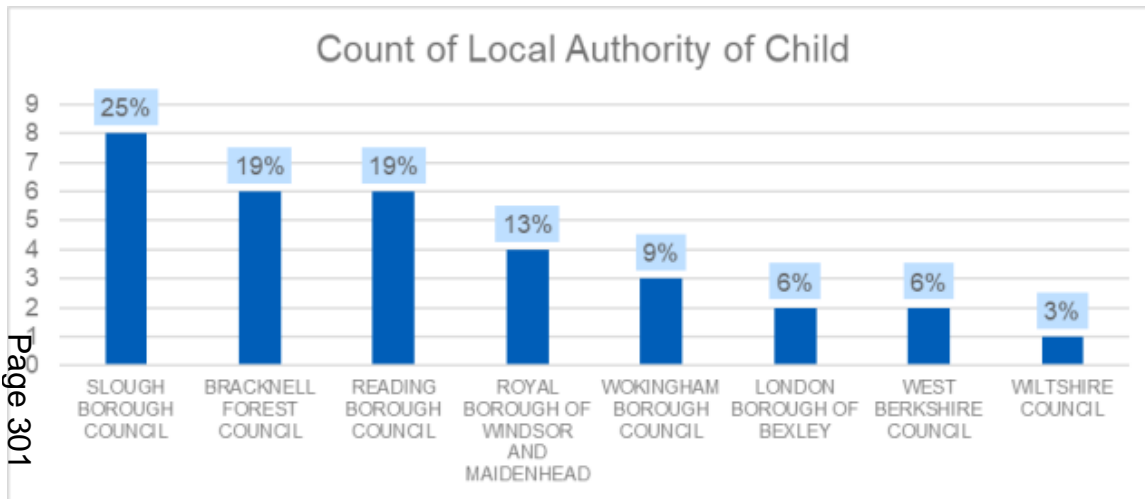 Count of Local Authority of Child
9
8
7
6
5
4
3
2
1
0
25%
19%
19%
13%
9%
6%
6%
3%
SLOUGH
BOROUGH
COUNCIL
BRACKNELL
FOREST
COUNCIL
READING
BOROUGH
COUNCIL
ROYAL
BOROUGH OF
WINDSOR
AND
MAIDENHEAD
WOKINGHAM
BOROUGH
COUNCIL
LONDON
BOROUGH OF
BEXLEY
WEST
BERKSHIRE
COUNCIL
WILTSHIRE
COUNCIL
Page 301